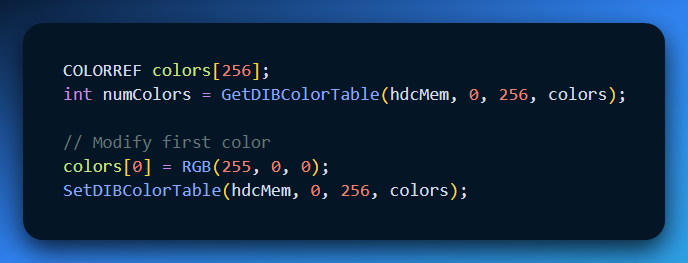 COLORREF colors[256];
int numColors = GetDIBColorTable(hdcMem, 0, 256, colors);
// Modify first color
colors[0] = RGB(255, 0, 0);
SetDIBColorTable(hdcMem, 0, 256, colors);